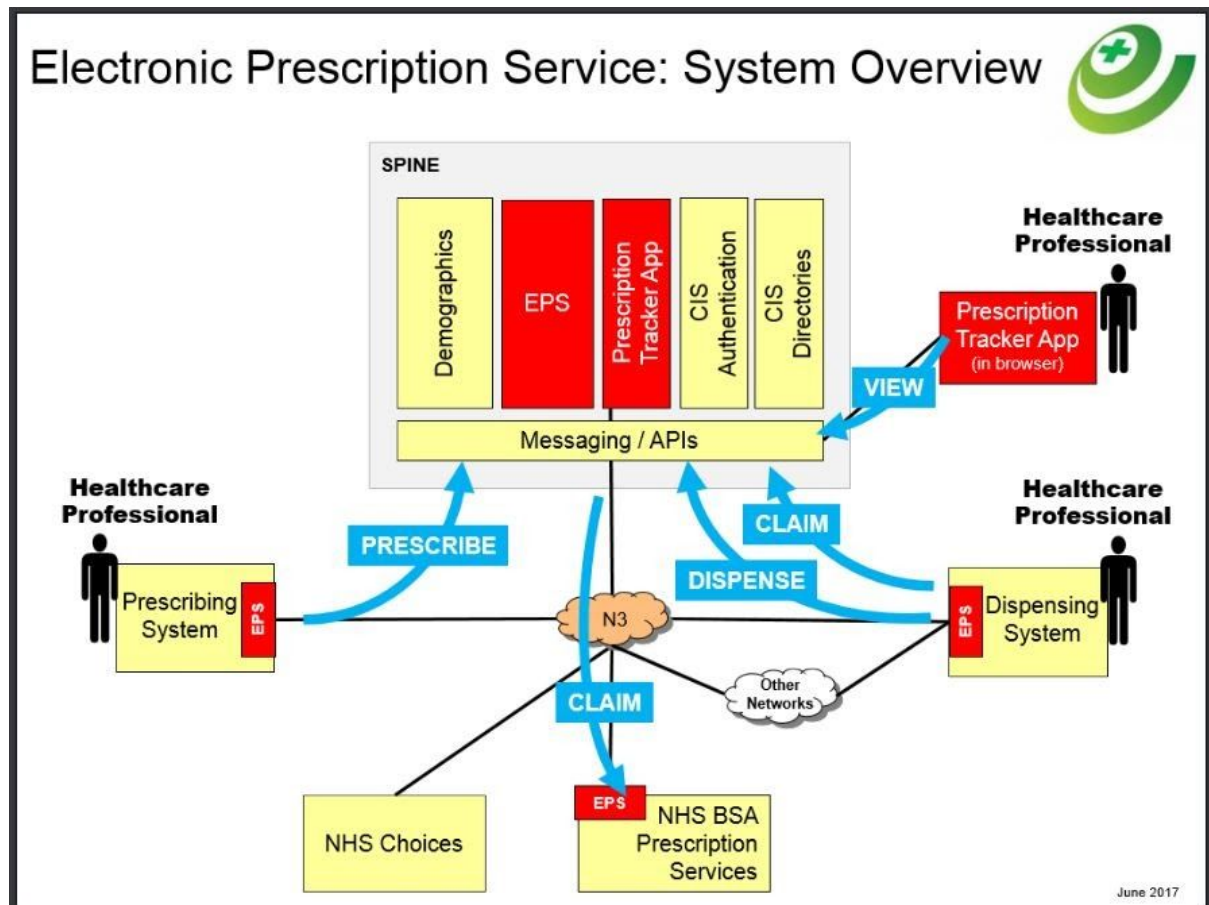 Electronic Prescription Service: System Overview
SPINE
Demographics
EPS
Prescription
Tracker App
CIS
Authentication
CIS
Directories
Messaging / APIs
Healthcare
Professional
Prescription
Tracker App
(in browser)
VIEW
Healthcare
Professional
Prescribing
System
EPS
PRESCRIBE
CLAIM
DISPENSE
Healthcare
Professional
EPS
Dispensing
System
N3
Other
Networks
CLAIM
NHS Choices
EPS
NHS BSA
Prescription
Services
June 2017